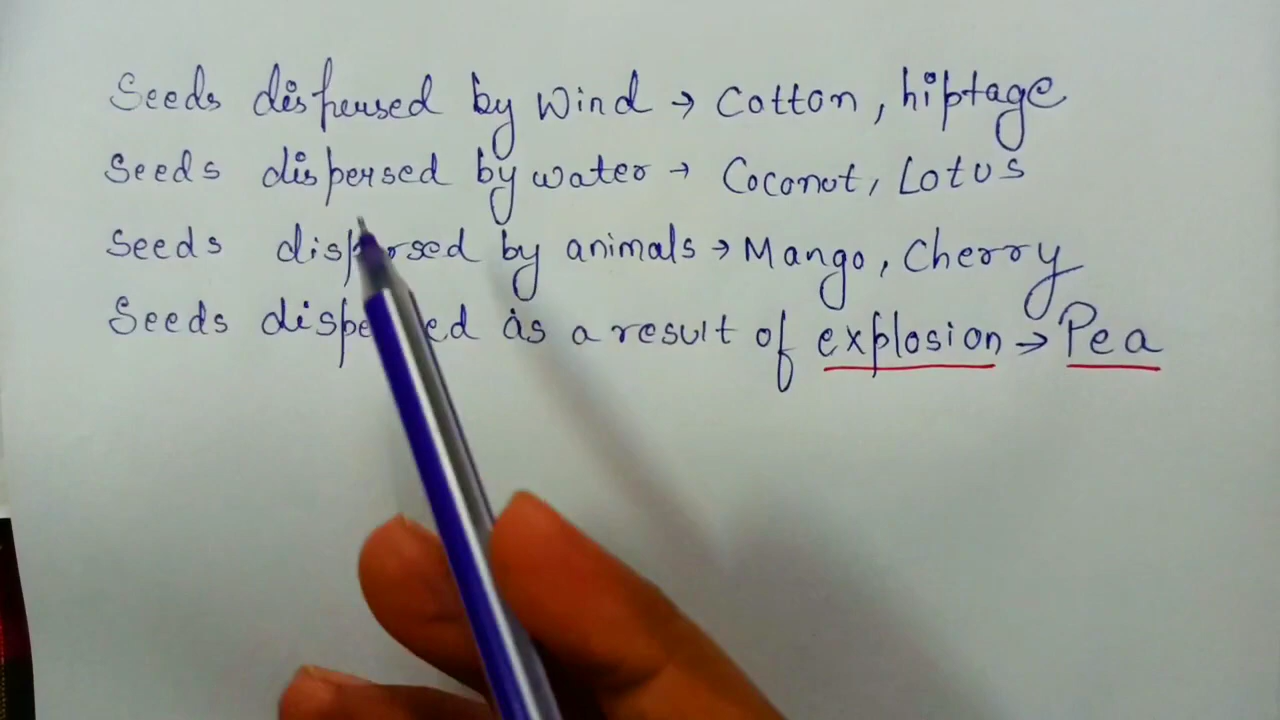 Seeds dispersed by Wind → Cotton, hiptage
Seeds dispersed by water → Coconut, Lotus
Seeds dispersed by animals → Mango, Cherry
Seeds dispersed as a result of explosion → Pea